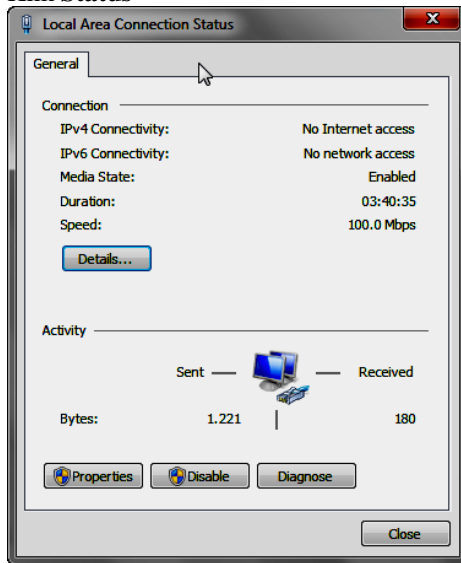 Local Area Connection Status
General
Connection
IPv4 Connectivity: No Internet access
IPv6 Connectivity: No network access
Media State: Enabled
Duration: 03:40:35
Speed: 100.0 Mbps
Details...
Activity
Sent Received
Bytes: 1.221 180
Properties Disable Diagnose
Close